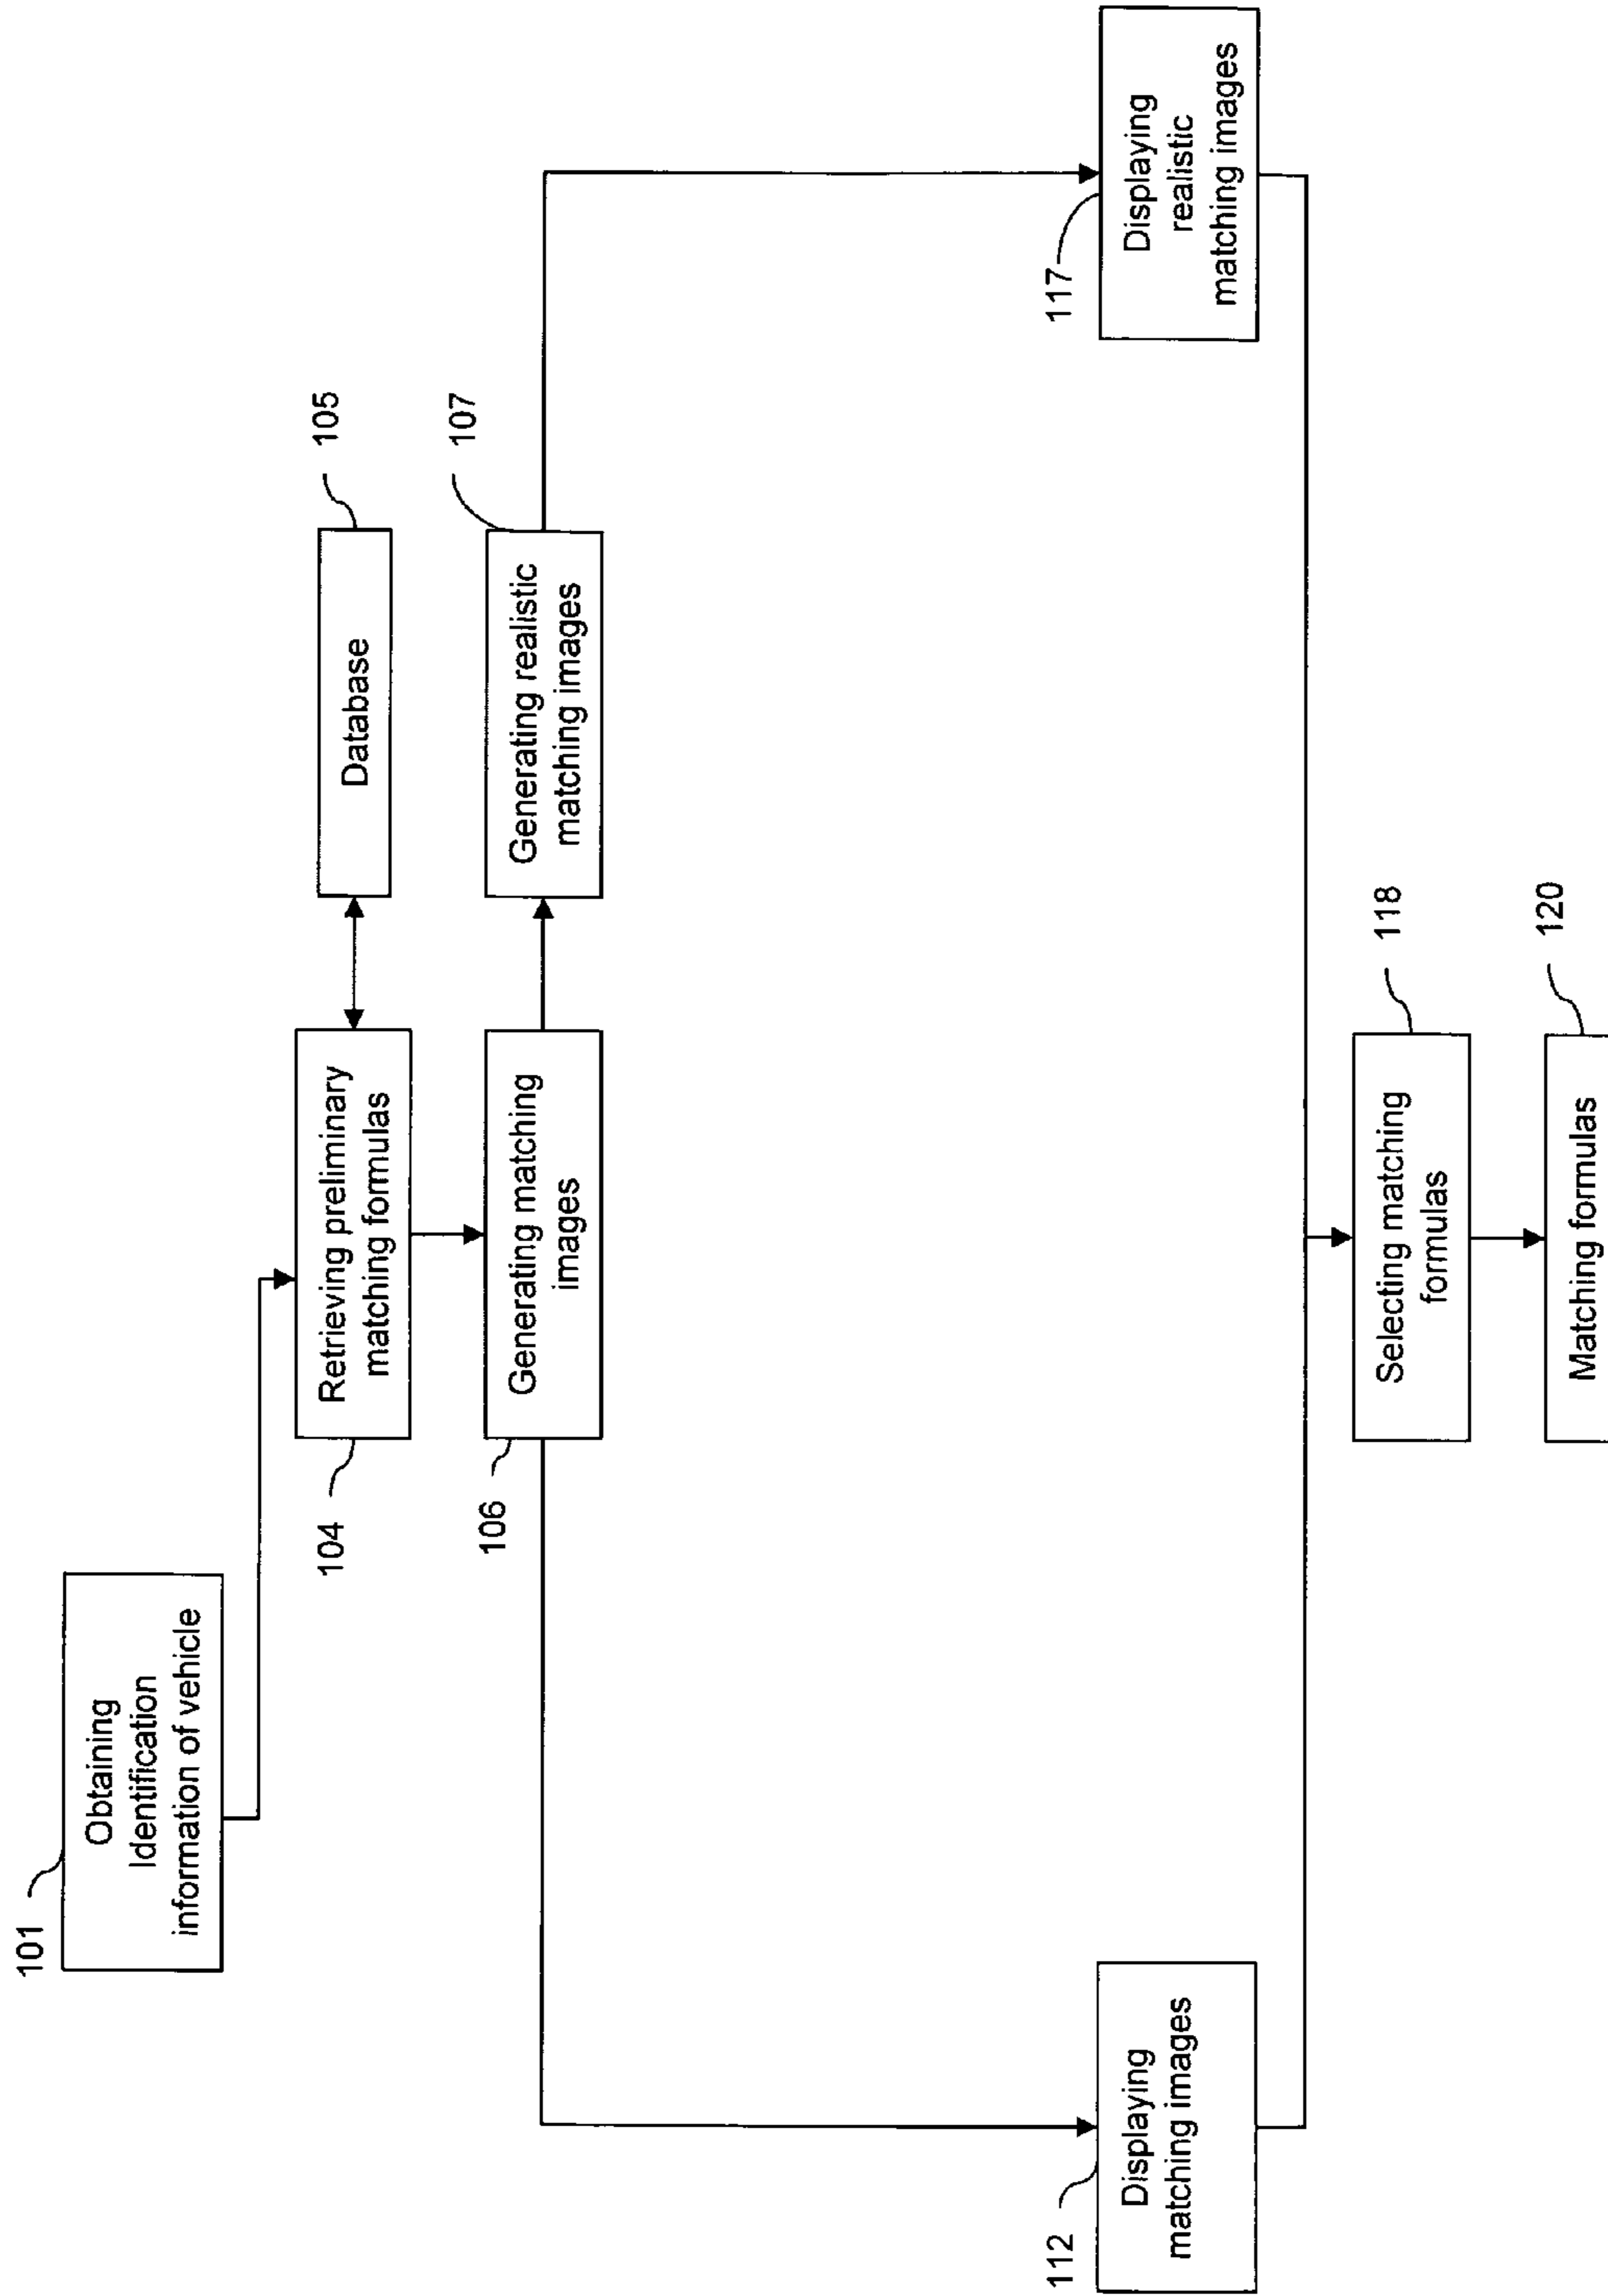 101
Obtaining
Identification
information of vehicle
Retrieving preliminary
matching formulas
104
Database
105
Generating matching
images
106
Generating realistic
matching images
107
Displaying
matching images
112
Displaying
realistic
matching images
117
Selecting matching
formulas
118
Matching formulas
120